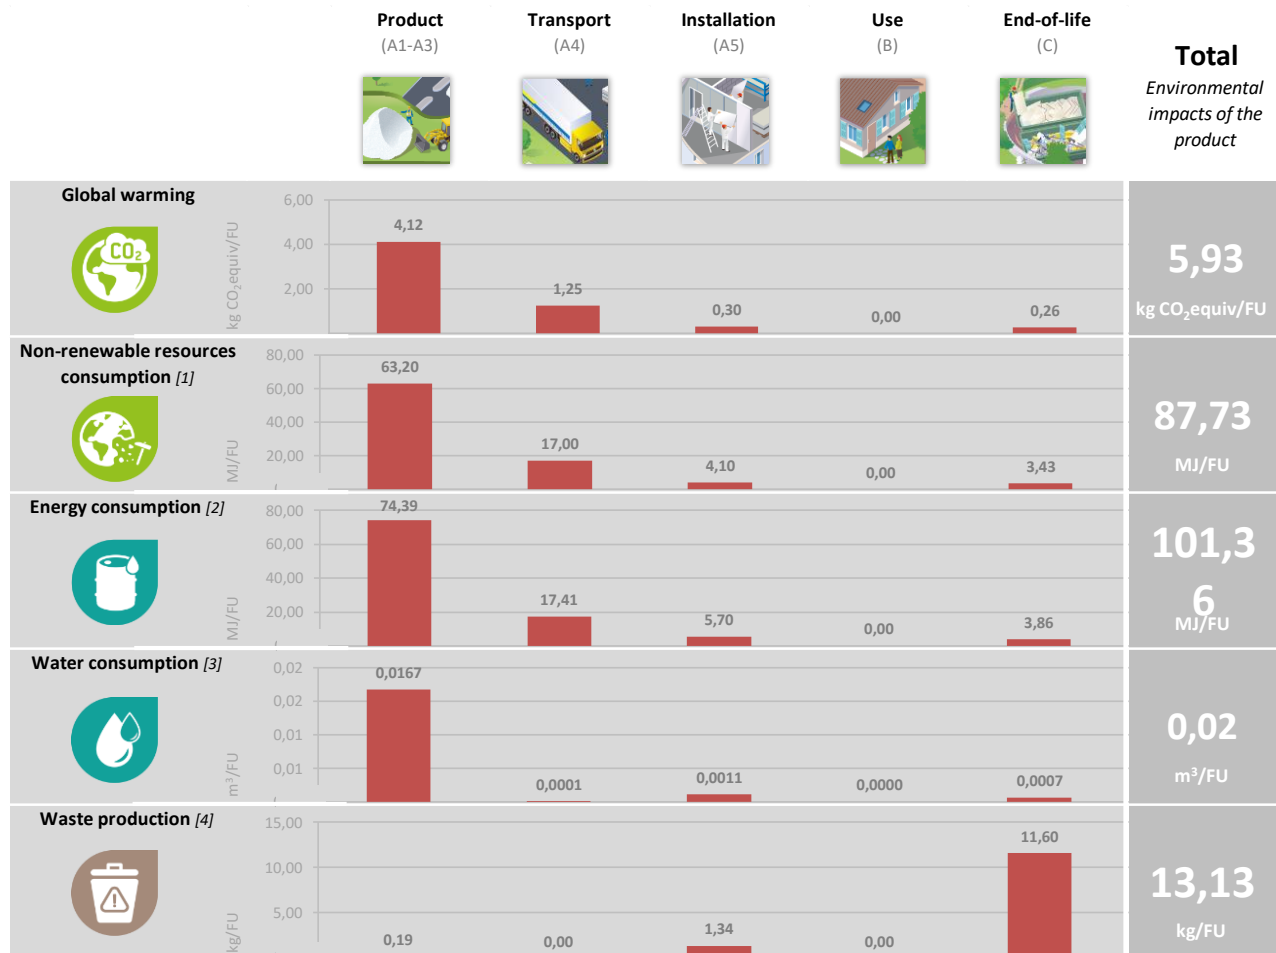 Product
(A1-A3)
Transport
(A4)
Installation
(A5)
Use
(B)
End-of-life
(C)
Total
Environmental
impacts of the
product
Global warming
CO2
kg CO2equiv/FU
6,00
4,00
2,00
4,12
1,25
0,30
0,00
0,26
5,93
kg CO2equiv/FU
Non-renewable resources
consumption [1]
MJ/FU
80,00
60,00
40,00
20,00
63,20
17,00
4,10
0,00
3,43
87,73
MJ/FU
Energy consumption [2]
MJ/FU
80,00
60,00
40,00
20,00
74,39
17,41
5,70
0,00
3,86
101,3
6
MJ/FU
Water consumption [3]
m³/FU
0,02
0,02
0,01
0,01
0,0167
0,0001
0,0011
0,0000
0,0007
0,02
m³/FU
Waste production [4]
kg/FU
15,00
10,00
5,00
0,19
0,00
1,34
0,00
11,60
13,13
kg/FU